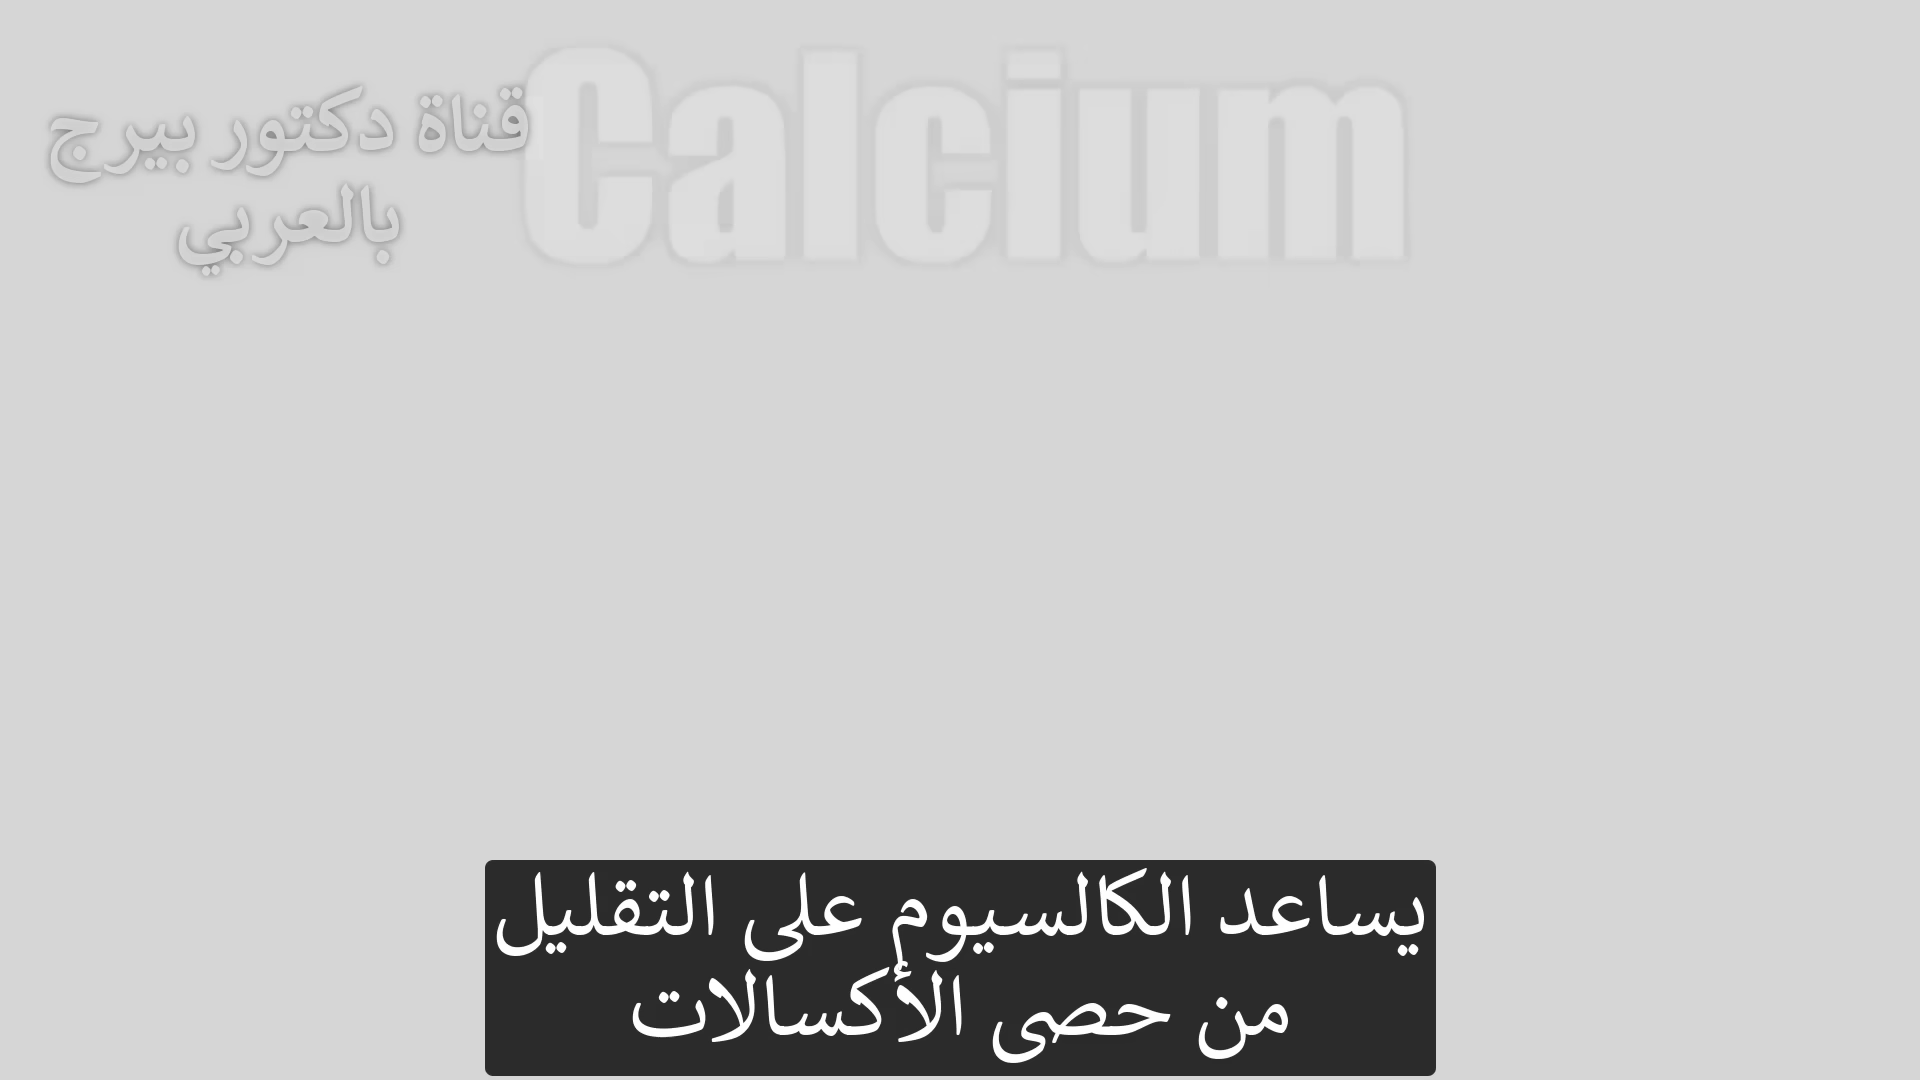 Calcium
قناة دكتور بيرج
بالعربي
يساعد الكالسيوم على التقليل
من حصى الأكسالات